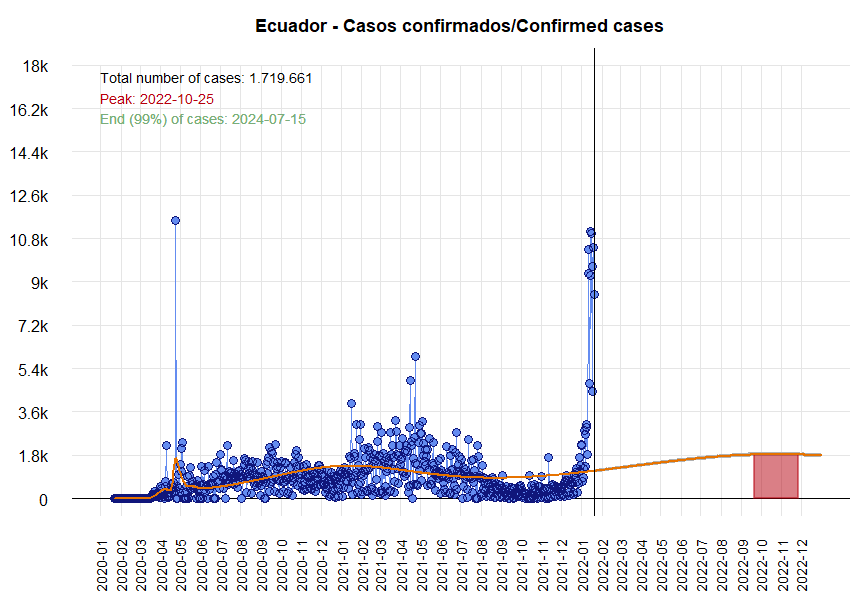 Ecuador - Casos confirmados/Confirmed cases
18k
Total number of cases: 1.719.661
Peak: 2022-10-25
16.2k
End (99%) of cases: 2024-07-15
14.4k
12.6k
10.8k
9k
7.2k
5.4k
3.6k
1.8k
0
2020-01
2020-02
2020-03
2020-04
2020-05
2020-06
2020-07
2020-08
2020-09
2020-10
2020-11
2020-12
2021-01
2021-02
2021-03
2021-04
2021-05
2021-06
2021-07
2021-08
2021-09
2021-10
2021-11
2021-12
2022-01
2022-02
2022-03
2022-04
2022-05
2022-06
2022-07
2022-08
2022-09
2022-10
2022-11
2022-12